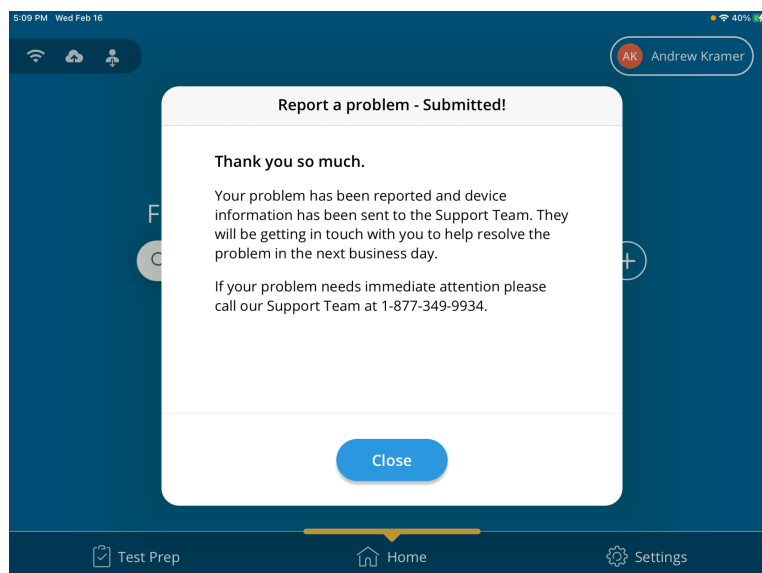 5:09 PM Wed Feb 16
40%
AK Andrew Kramer
Report a problem - Submitted!
Thank you so much.
Your problem has been reported and device
information has been sent to the Support Team. They
will be getting in touch with you to help resolve the
problem in the next business day.
If your problem needs immediate attention please
call our Support Team at 1-877-349-9934.
F
Close
Test Prep
Home
Settings